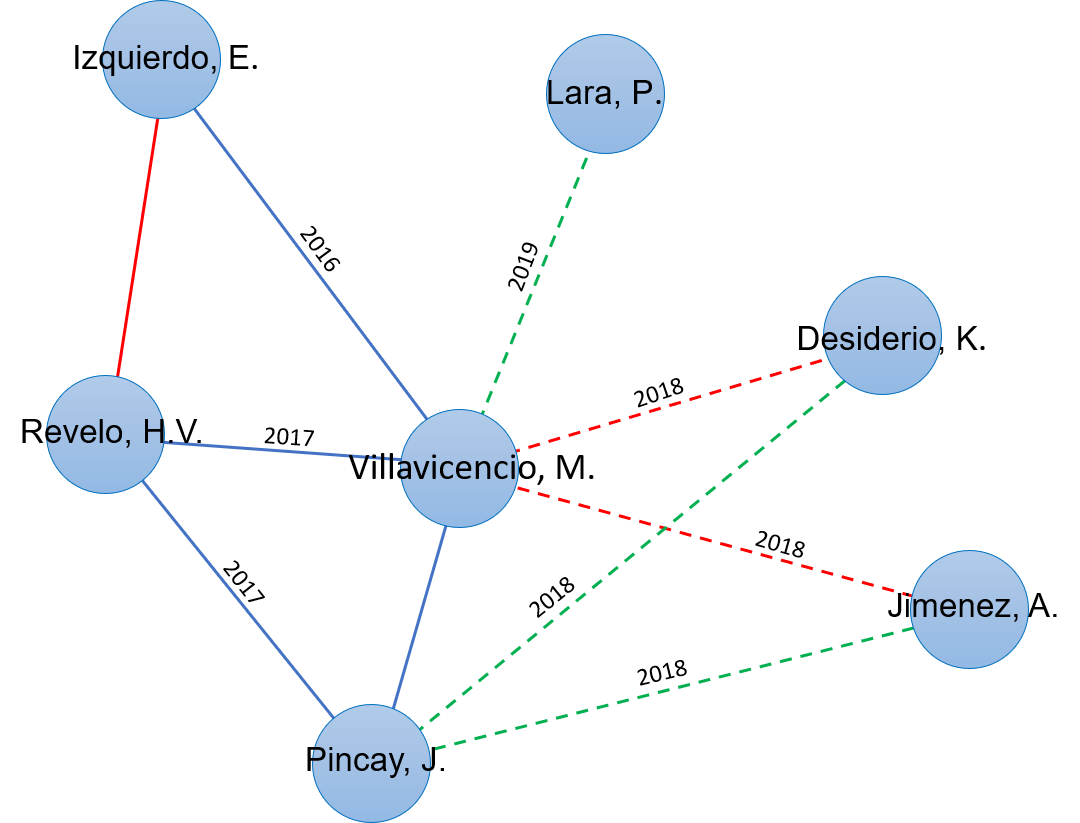 Izquierdo, E.
Lara, P.
2016
2019
Desiderio, K.
2018
Revelo, H.V.
2017
Villavicencio, M.
2018
2017
2018
Jimenez, A.
2018
Pincay, J.